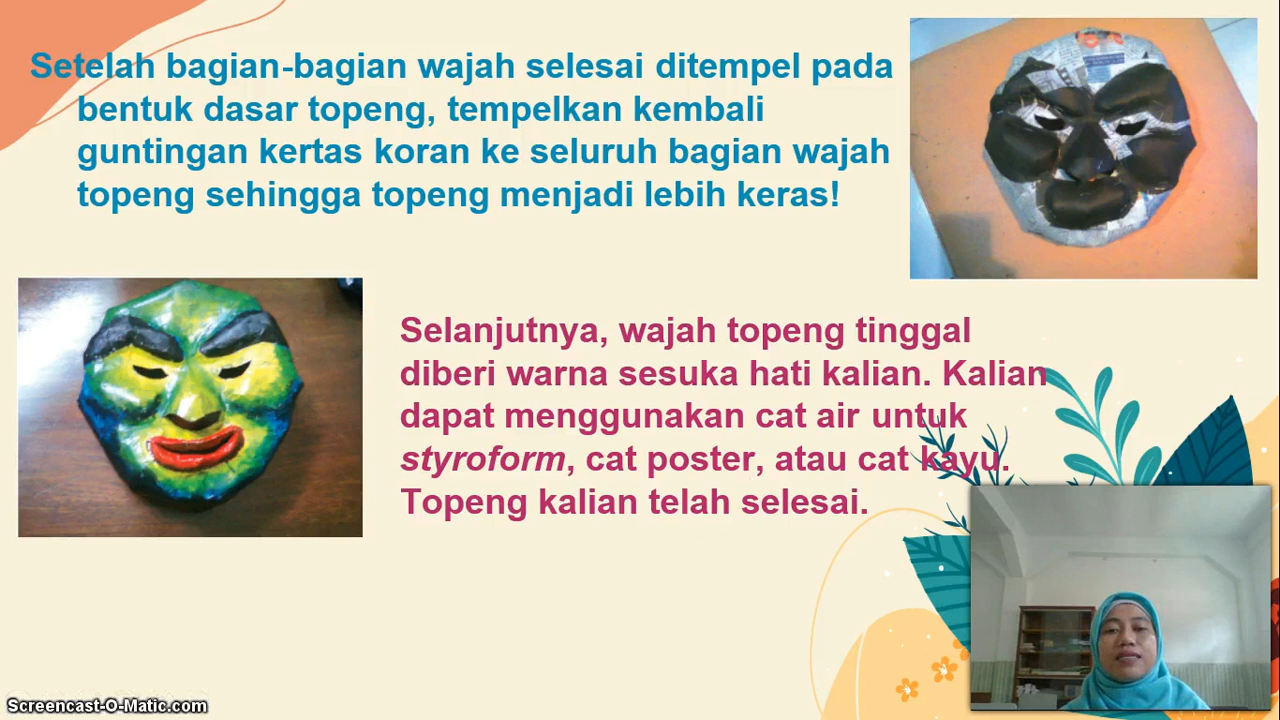 Setelah bagian-bagian wajah selesai ditempel pada
bentuk dasar topeng, tempelkan kembali
guntingan kertas koran ke seluruh bagian wajah
topeng sehingga topeng menjadi lebih keras!
Selanjutnya, wajah topeng tinggal
diberi warna sesuka hati kalian. Kalian
dapat menggunakan cat air untuk
styroform, cat poster, atau cat kayu.
Topeng kalian telah selesai.
Screencast-O-Matic.com